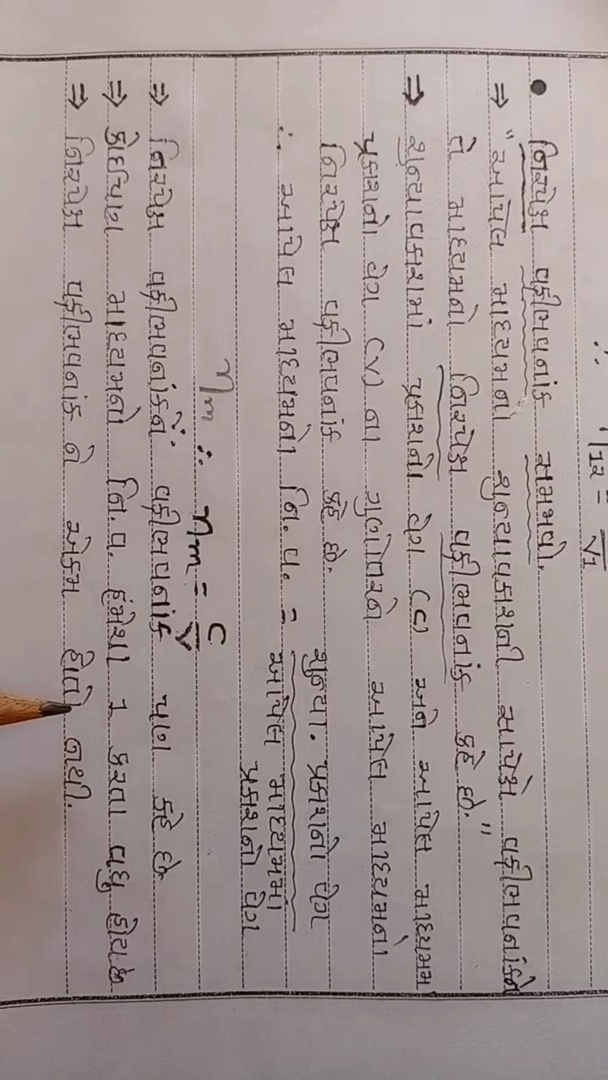 ∴ η12 = / v1
• નિરપેક્ષ વક્રીભવનાંક સમજાવો.
⇒ "આપેલ માધ્યમના શુન્યાવકાશની સાપેક્ષે વક્રીભવનાંકને
તે માધ્યમનો નિરપેક્ષ વક્રીભવનાંક કહે છે."
⇒ શુન્યાવકાશમાં પ્રકાશનો વેગ (c) અને આપેલ માધ્યમમાં
પ્રકાશનો વેગ (v) ના ગુણોત્તરને આપેલ માધ્યમનો
નિરપેક્ષ વક્રીભવનાંક કહે છે.
∴ આપેલ માધ્યમનો નિ.વ. = શુન્યા. પ્રકાશનો વેગ
આપેલ માધ્યમમાં
પ્રકાશનો વેગ
ηm ∴ ηm = c / v
⇒ નિરપેક્ષ વક્રીભવનાંકને વક્રીભવનાંક પણ કહે છે
⇒ કોઈપણ માધ્યમનો નિ.વ. હંમેશા 1 કરતા વધુ હોય છે
⇒ નિરપેક્ષ વક્રીભવનાંક ને એકમ હોતો નથી.